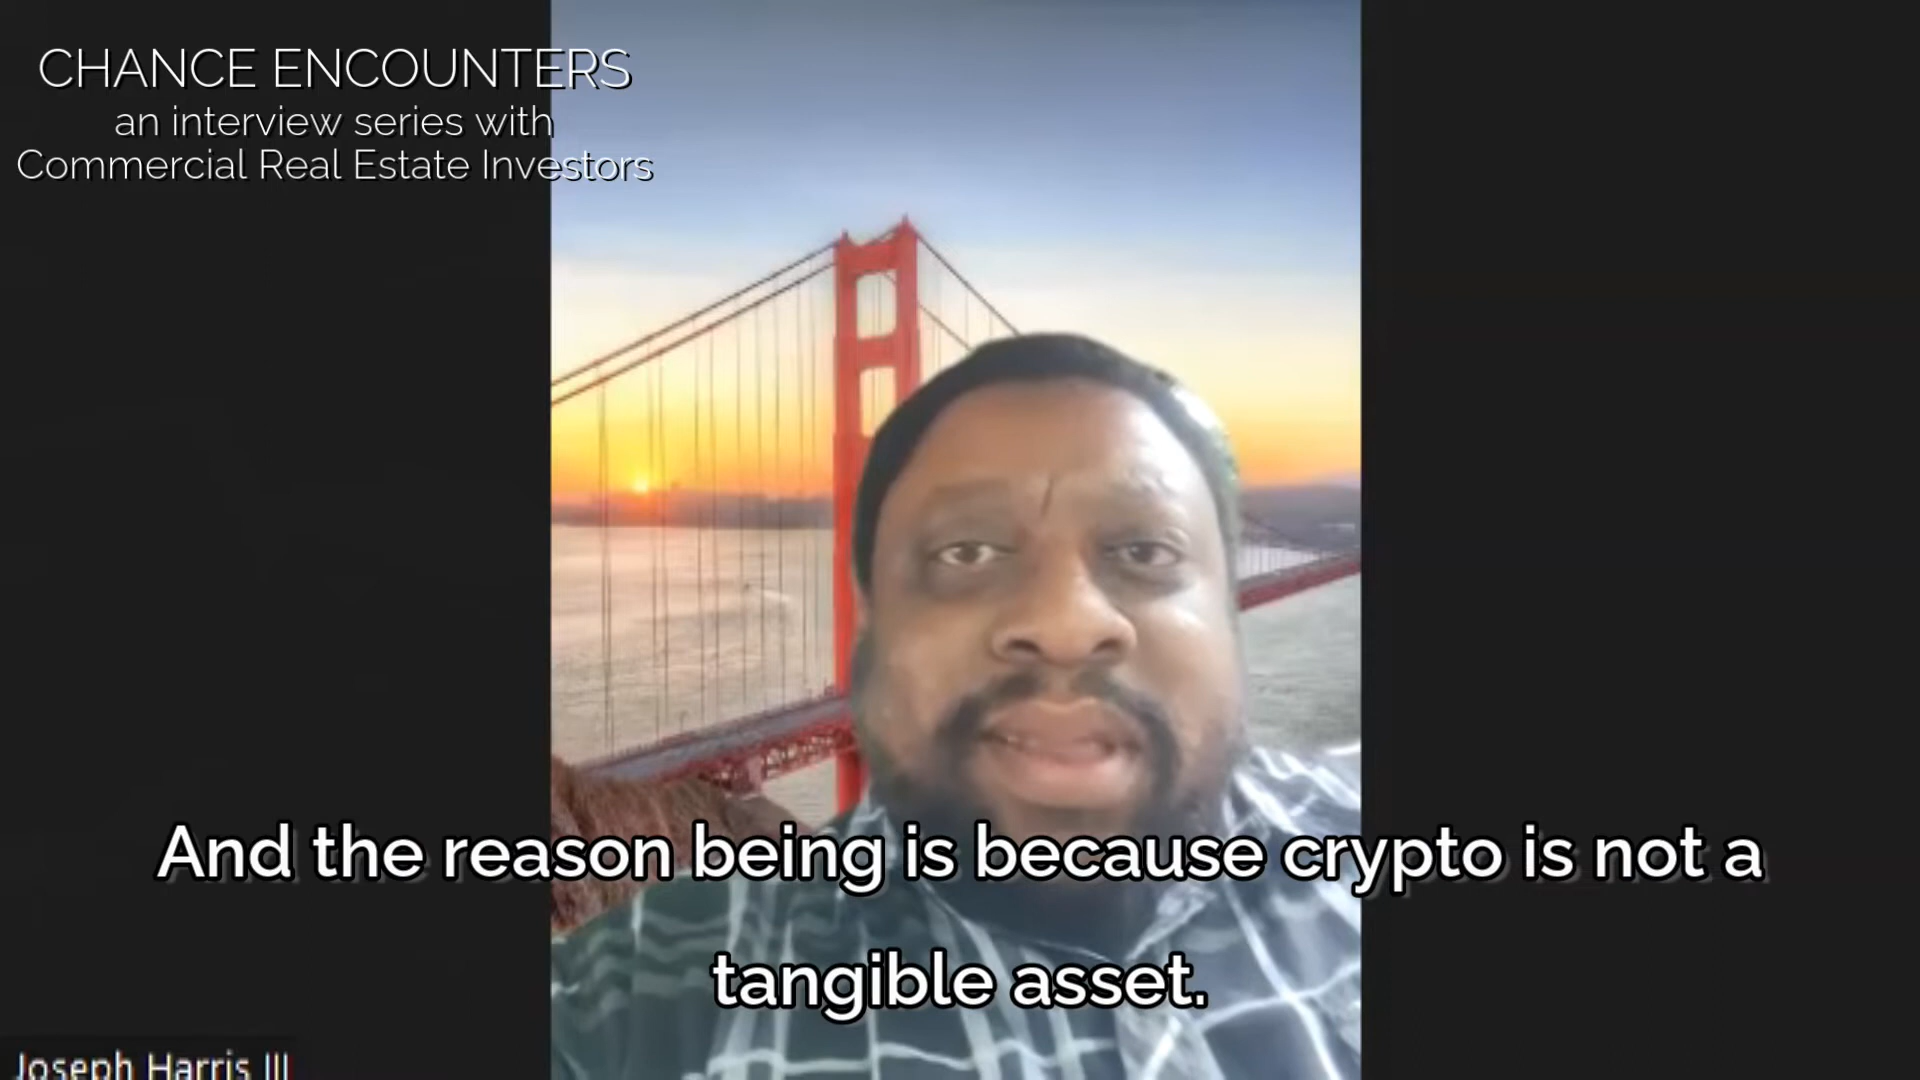 CHANCE ENCOUNTERS
an interview series with
Commercial Real Estate Investors
And the reason being is because crypto is not a
tangible asset.
Joseph Harris III